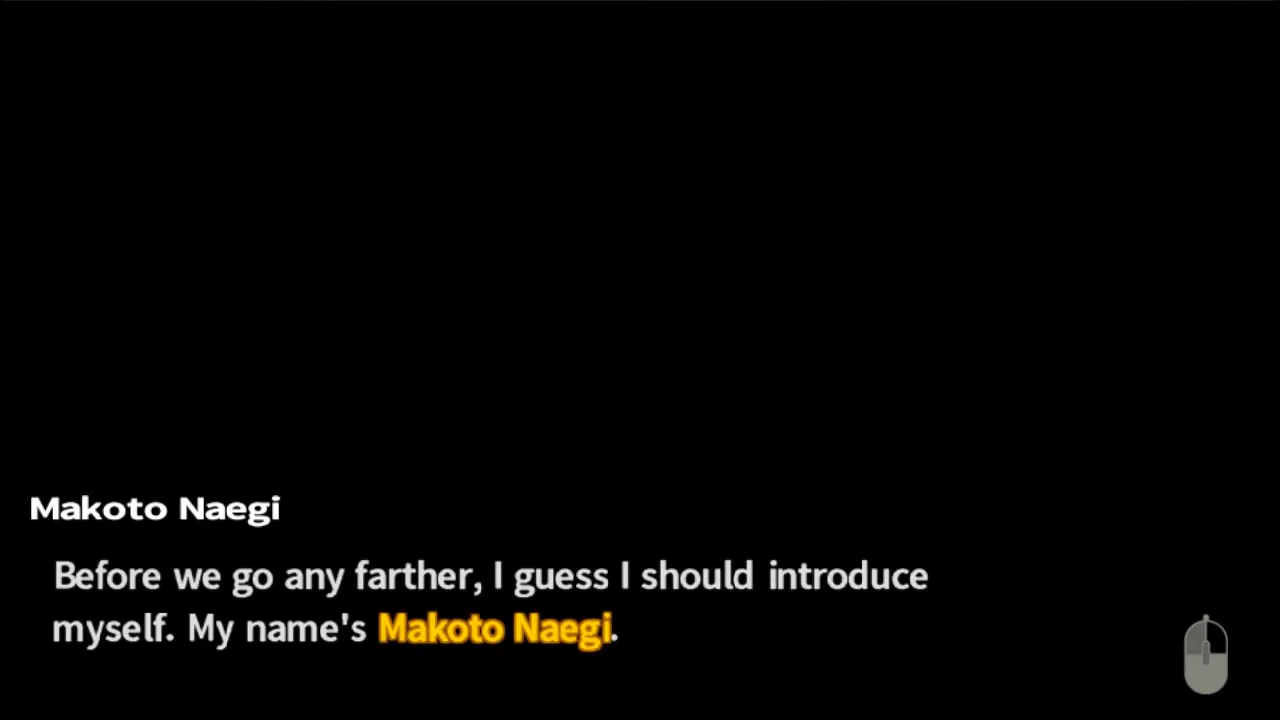 Makoto Naegi
Before we go any farther, I guess I should introduce
myself. My name's Makoto Naegi.